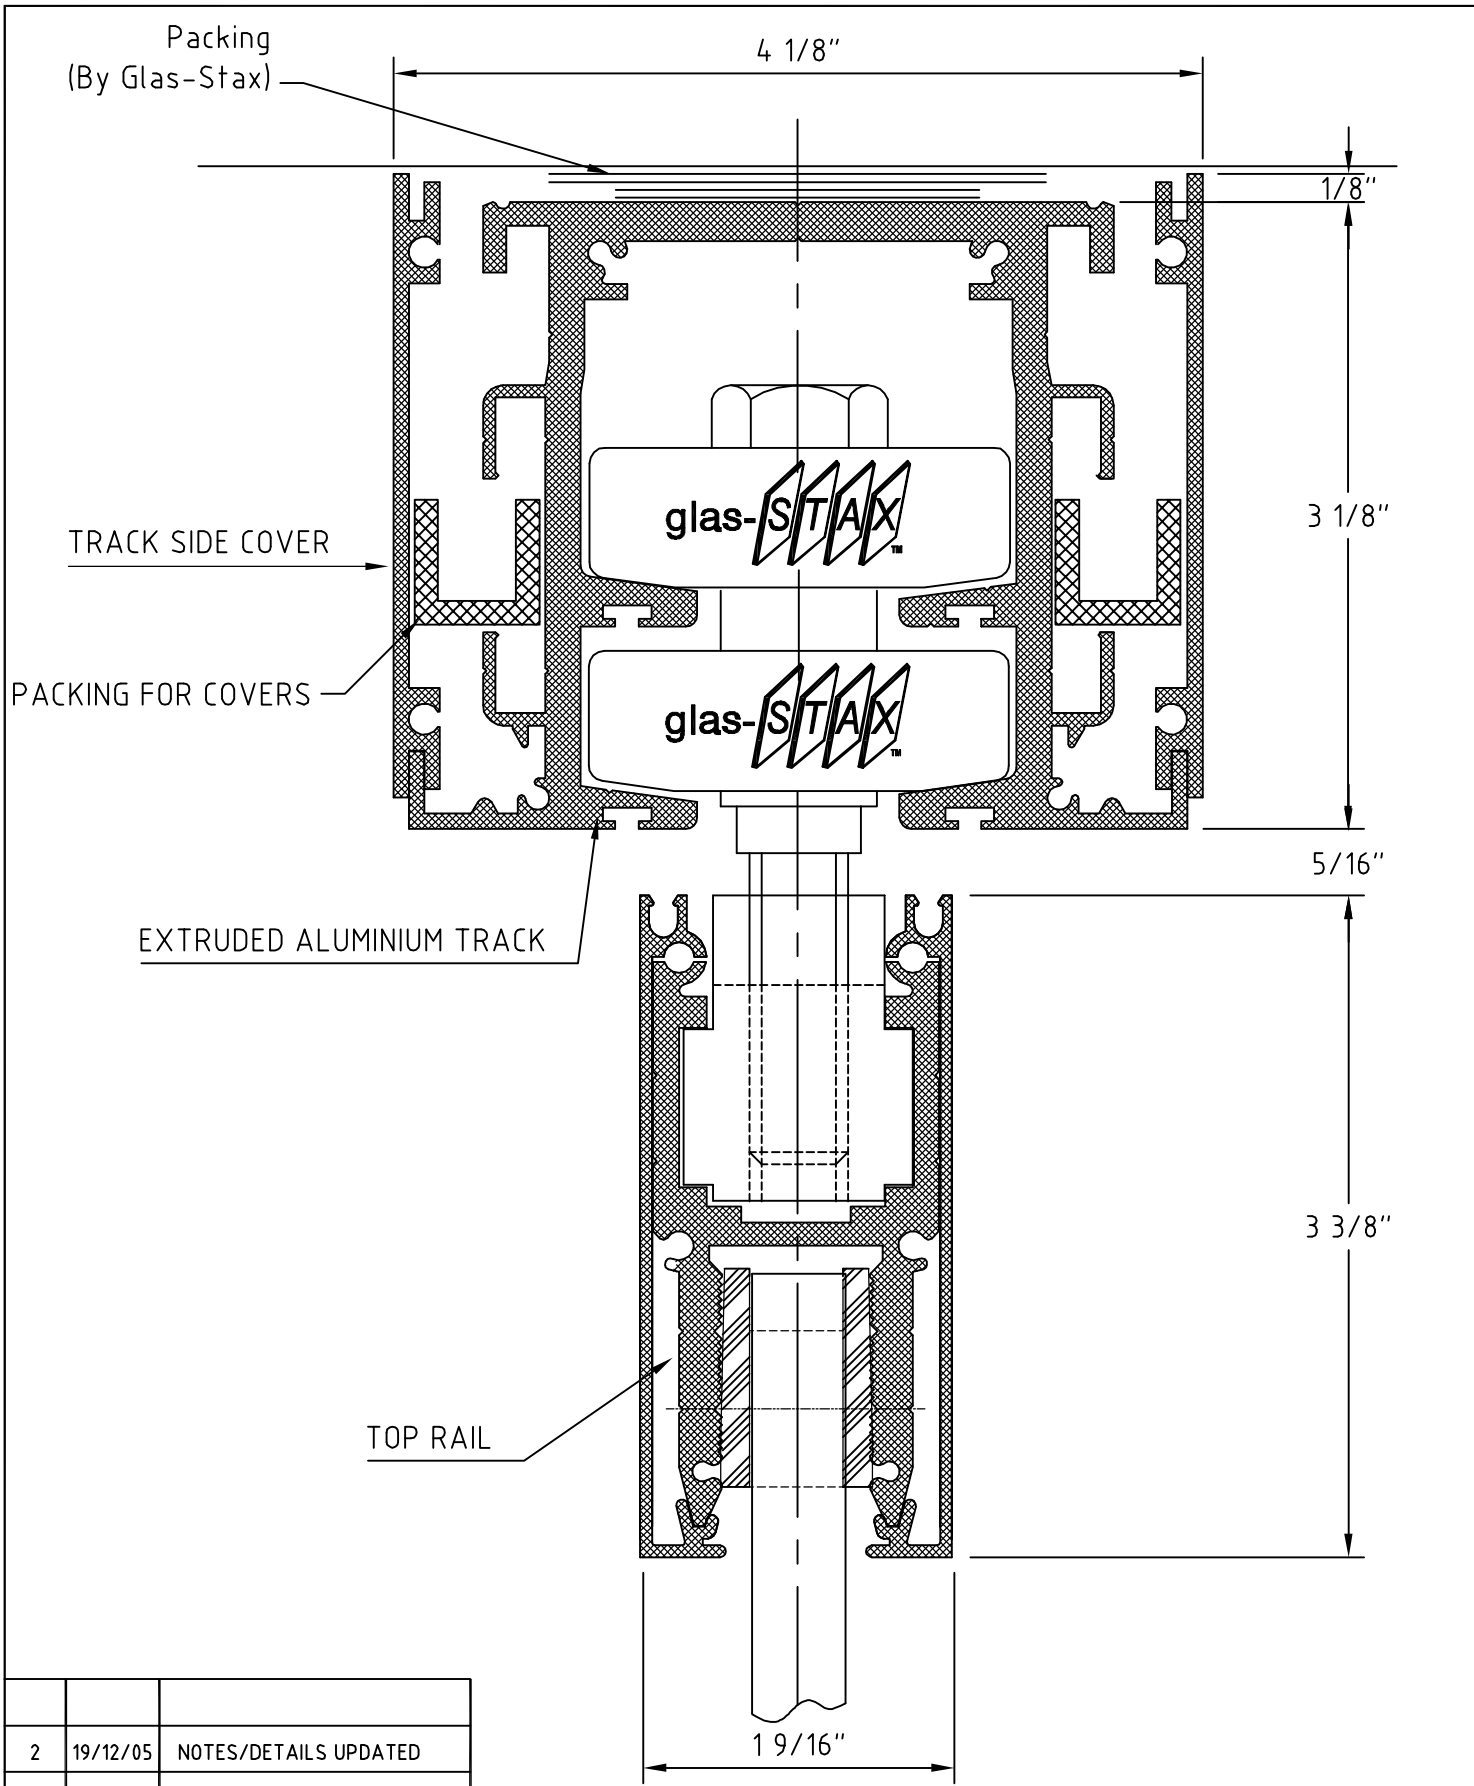 Packing
(By Glas-Stax)
4 1/8"
1/8"
glas-STAX™
TRACK SIDE COVER
3 1/8"
PACKING FOR COVERS
glas-STAX™
5/16"
EXTRUDED ALUMINIUM TRACK
3 3/8"
TOP RAIL
2 19/12/05 NOTES/DETAILS UPDATED
1 9/16"